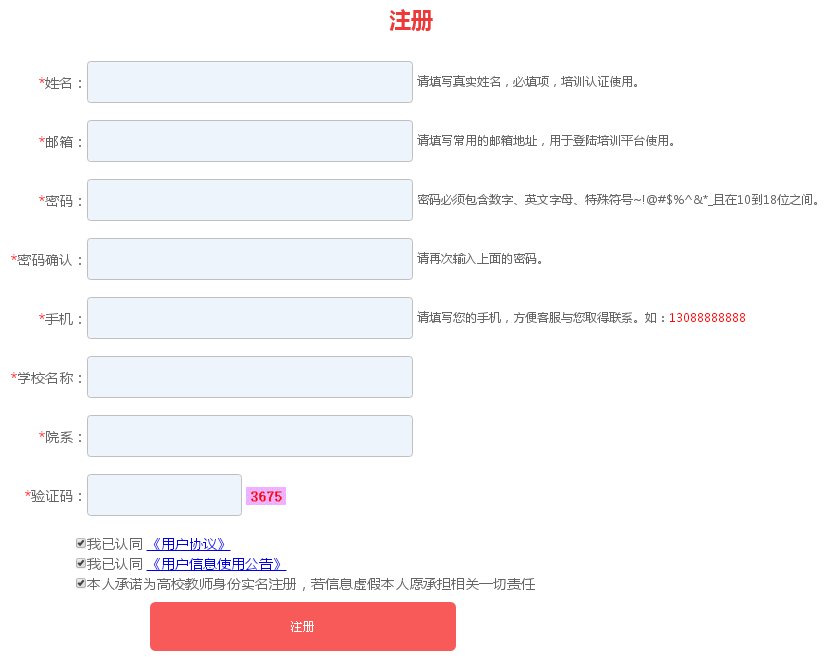 注册
*姓名： 请填写真实姓名，必填项，培训认证使用。
*邮箱： 请填写常用的邮箱地址，用于登陆培训平台使用。
*密码： 密码必须包含数字、英文字母、特殊符号~!@#$%^&*_且在10到18位之间。
*密码确认： 请再次输入上面的密码。
*手机： 请填写您的手机，方便客服与您取得联系。如：13088888888
*学校名称：
*院系：
*验证码： 3675
我已认同 《用户协议》
我已认同 《用户信息使用公告》
本人承诺为高校教师身份实名注册，若信息虚假本人愿承担相关一切责任
注册